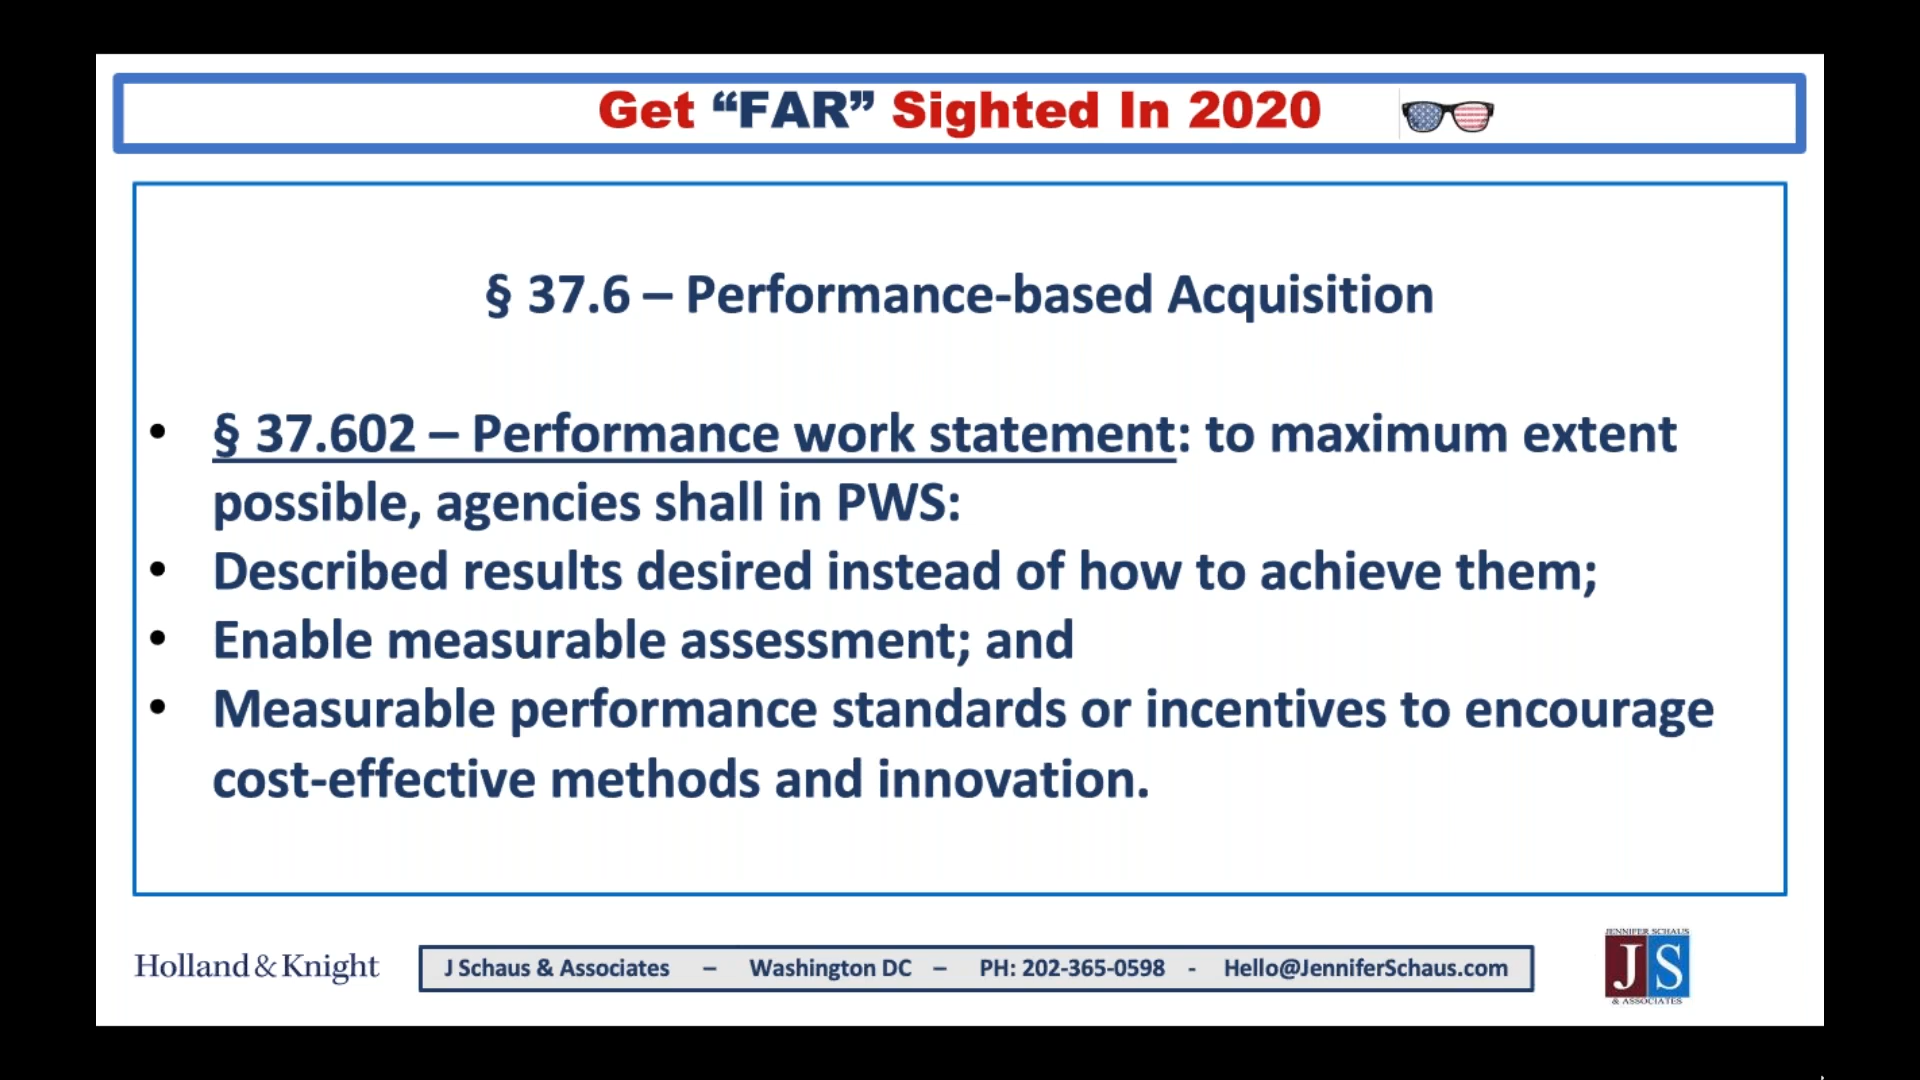 Get “FAR” Sighted In 2020
§ 37.6 – Performance-based Acquisition
• § 37.602 – Performance work statement: to maximum extent
possible, agencies shall in PWS:
• Described results desired instead of how to achieve them;
• Enable measurable assessment; and
• Measurable performance standards or incentives to encourage
cost-effective methods and innovation.
Holland & Knight
J Schaus & Associates – Washington DC – PH: 202-365-0598 - Hello@JenniferSchaus.com
JENNIFER SCHAUS
JS
& ASSOCIATES